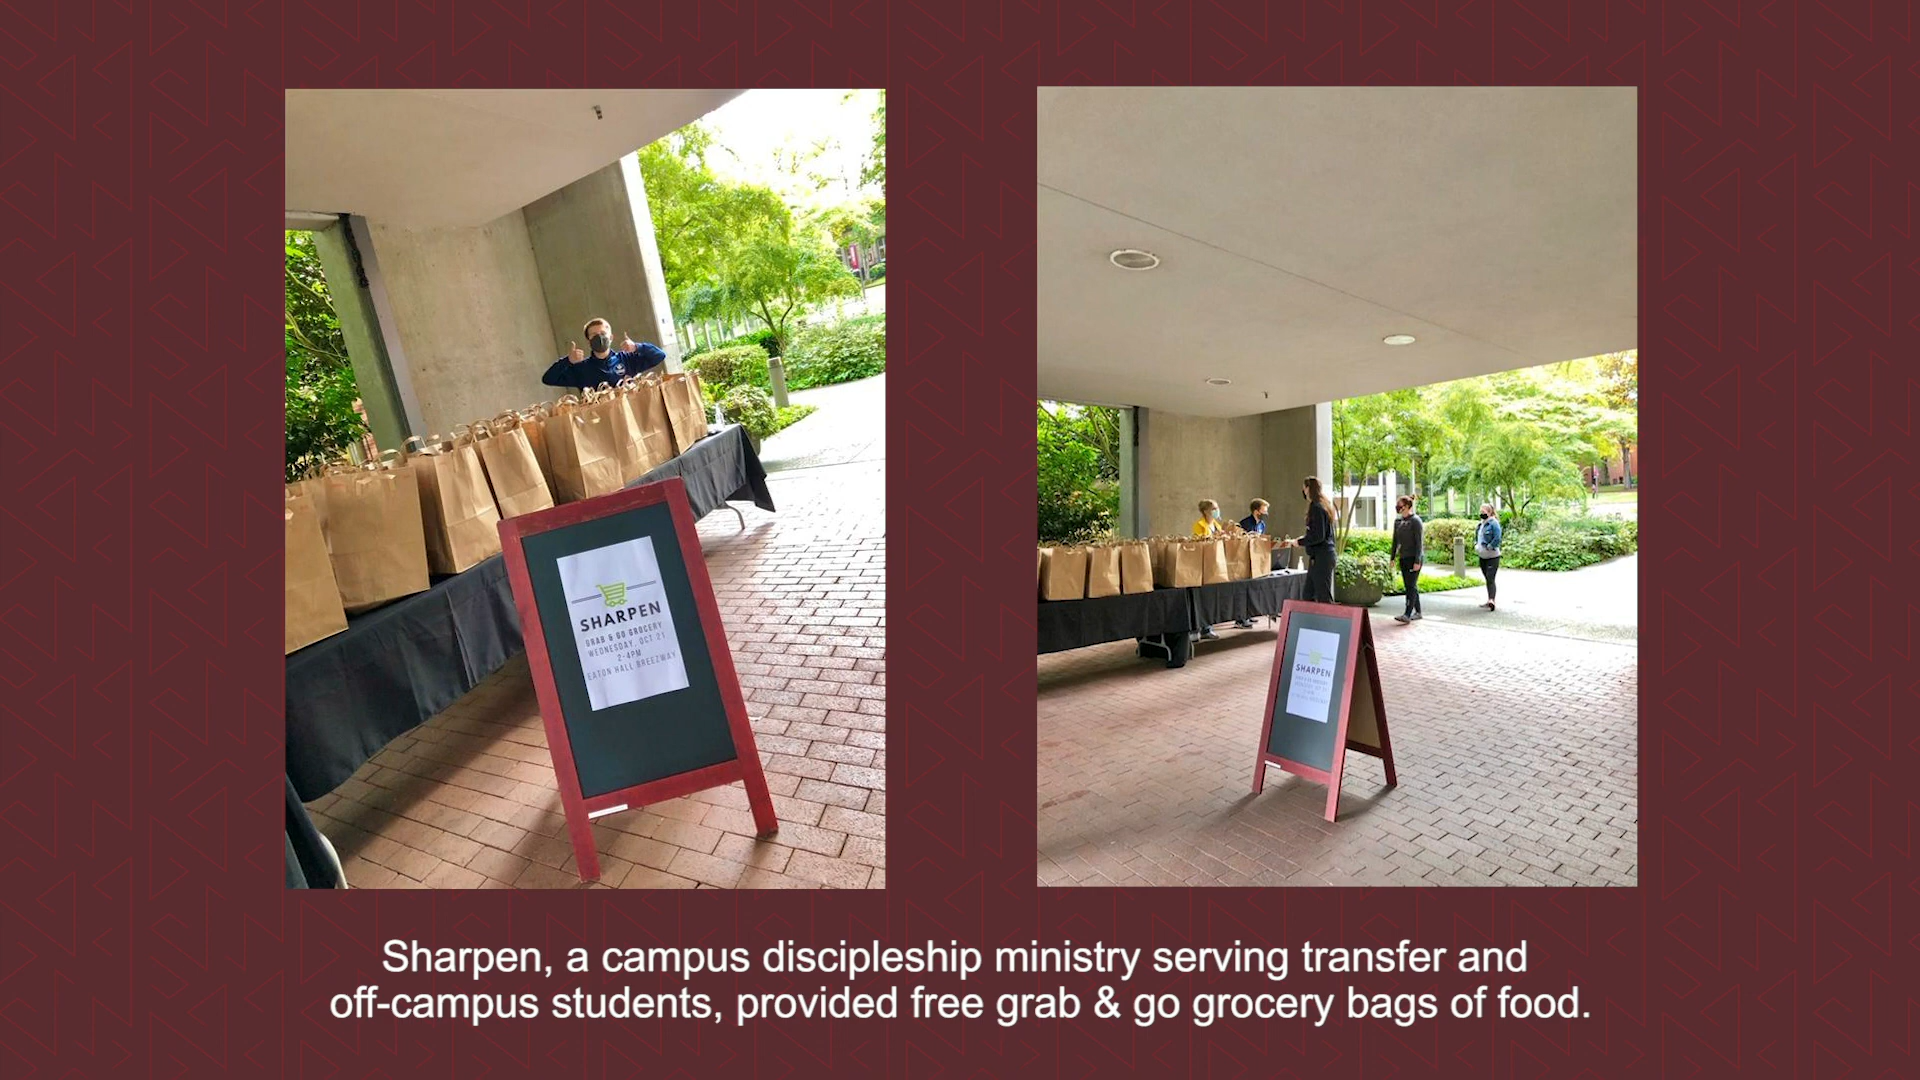 SHARPEN
GRAB & GO GROCERY
WEDNESDAY, OCT 21
2-4PM
EATON HALL BREEZWAY
SHARPEN
Sharpen, a campus discipleship ministry serving transfer and
off-campus students, provided free grab & go grocery bags of food.